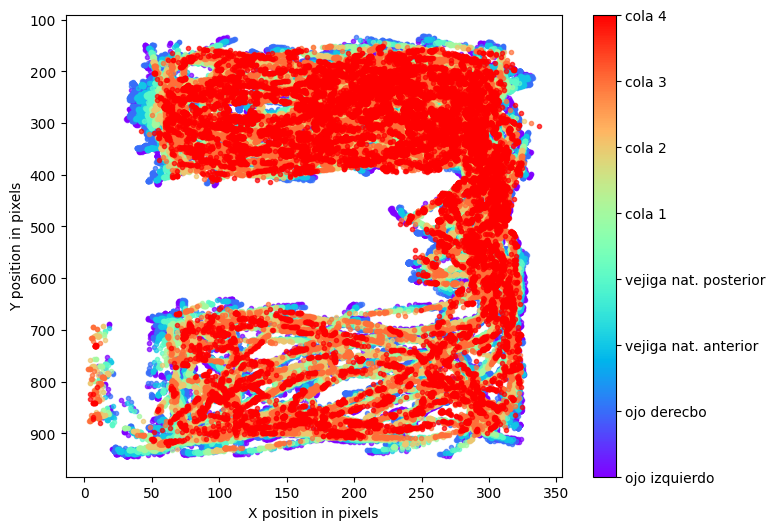 100
200
300
400
500
600
700
800
900
Y position in pixels
0
50
100
150
200
250
300
350
X position in pixels
cola 4
cola 3
cola 2
cola 1
vejiga nat. posterior
vejiga nat. anterior
ojo derecbo
ojo izquierdo